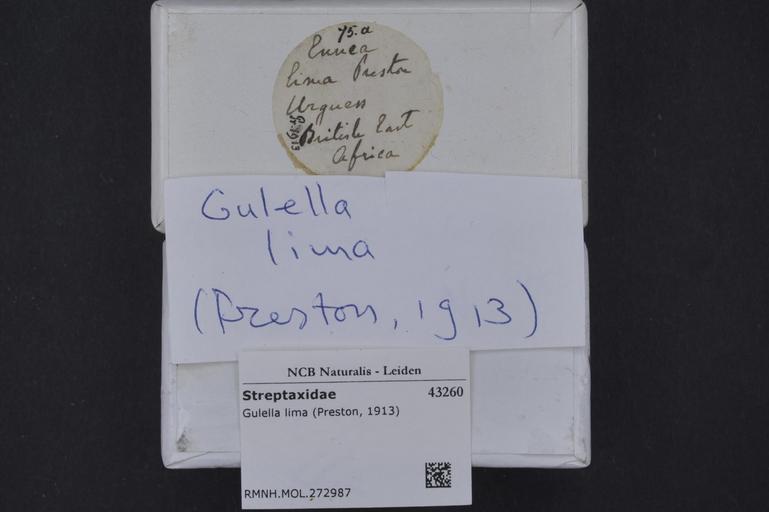 75.a
Ennea
lima Preston
Urguess
British East
Africa
Gulella
lima
(Preston, 1913)
NCB Naturalis - Leiden
Streptaxidae 43260
Gulella lima (Preston, 1913)
RMNH.MOL.272987